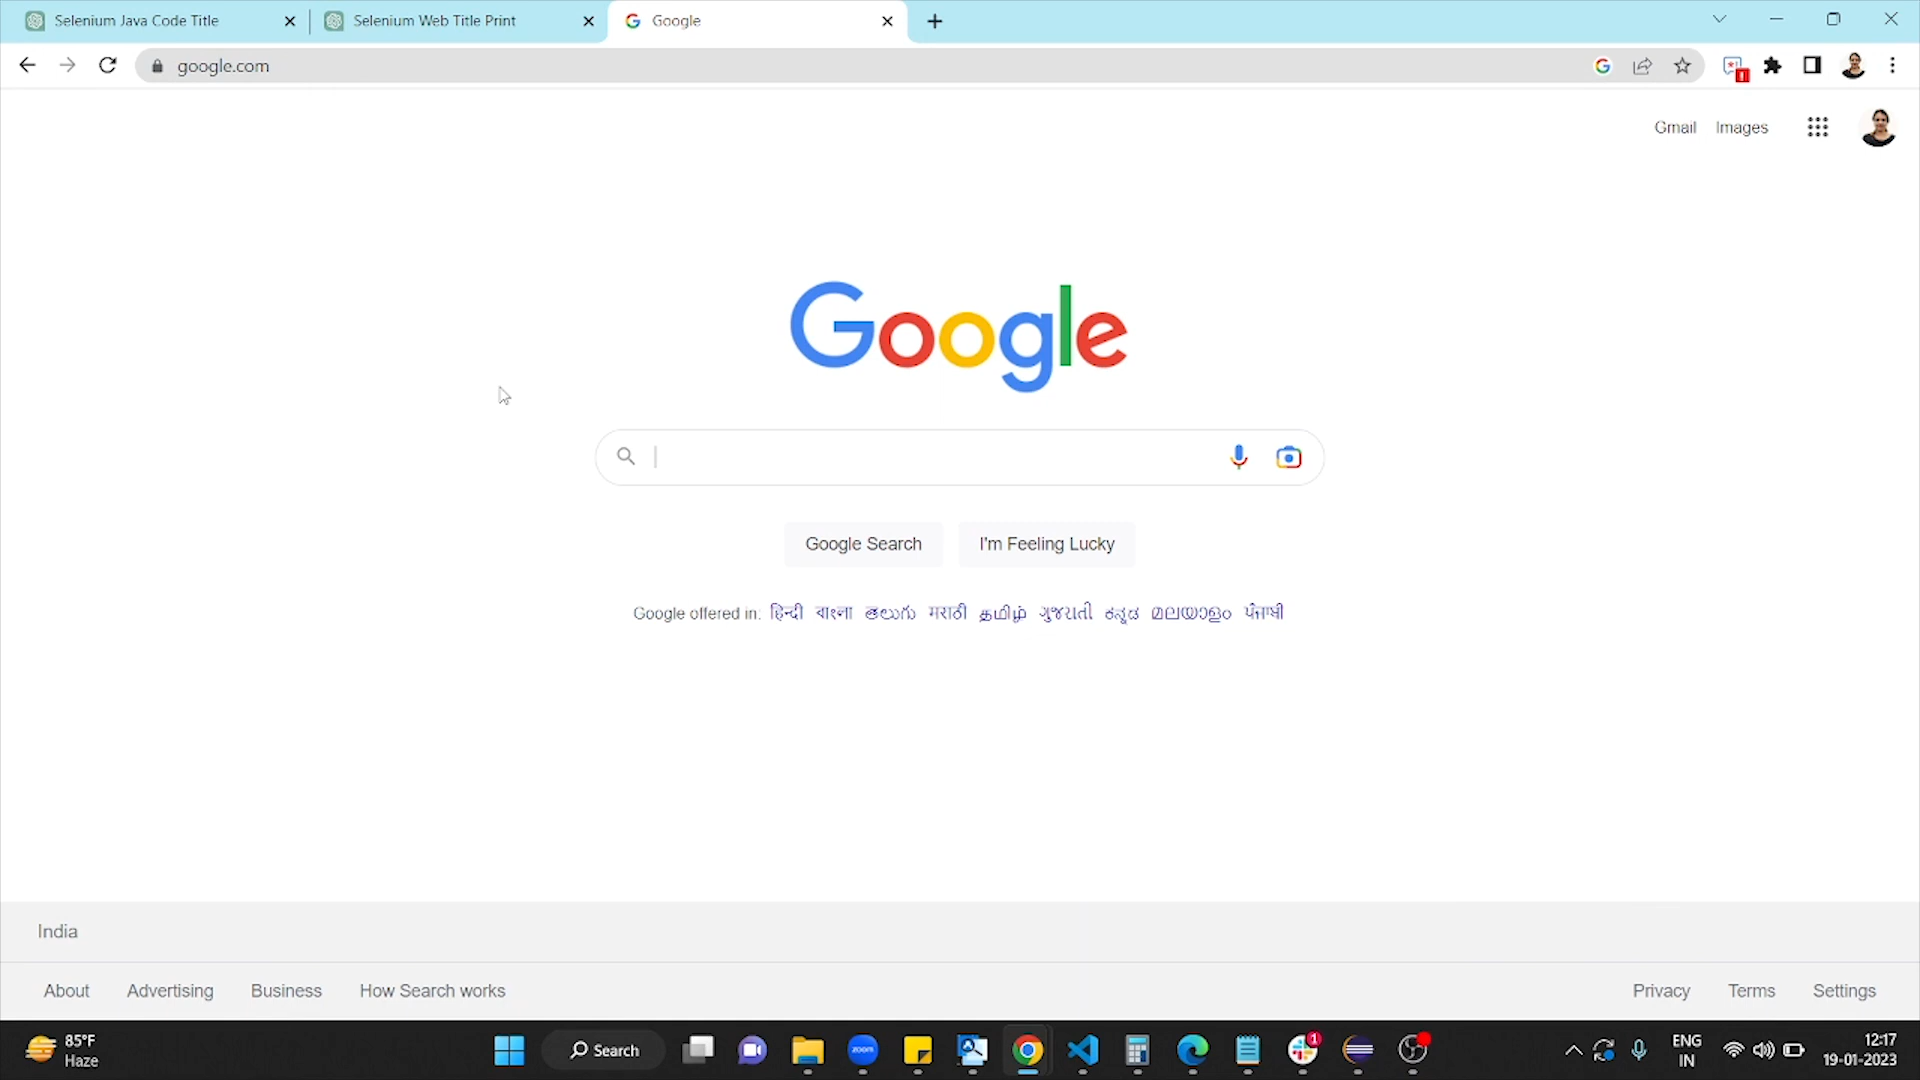 Selenium Java Code Title
Selenium Web Title Print
Google
google.com
Gmail Images
Google
Google Search
I'm Feeling Lucky
Google offered in: हिन्दी বাংলা తెలుగు मराठी தமிழ் ગુજરાતી ಕನ್ನಡ മലയാളം ਪੰਜਾਬੀ
India
About Advertising Business How Search works
Privacy Terms Settings
85°F
Haze
Search
zoom
1
ENG
IN
12:17
19-01-2023